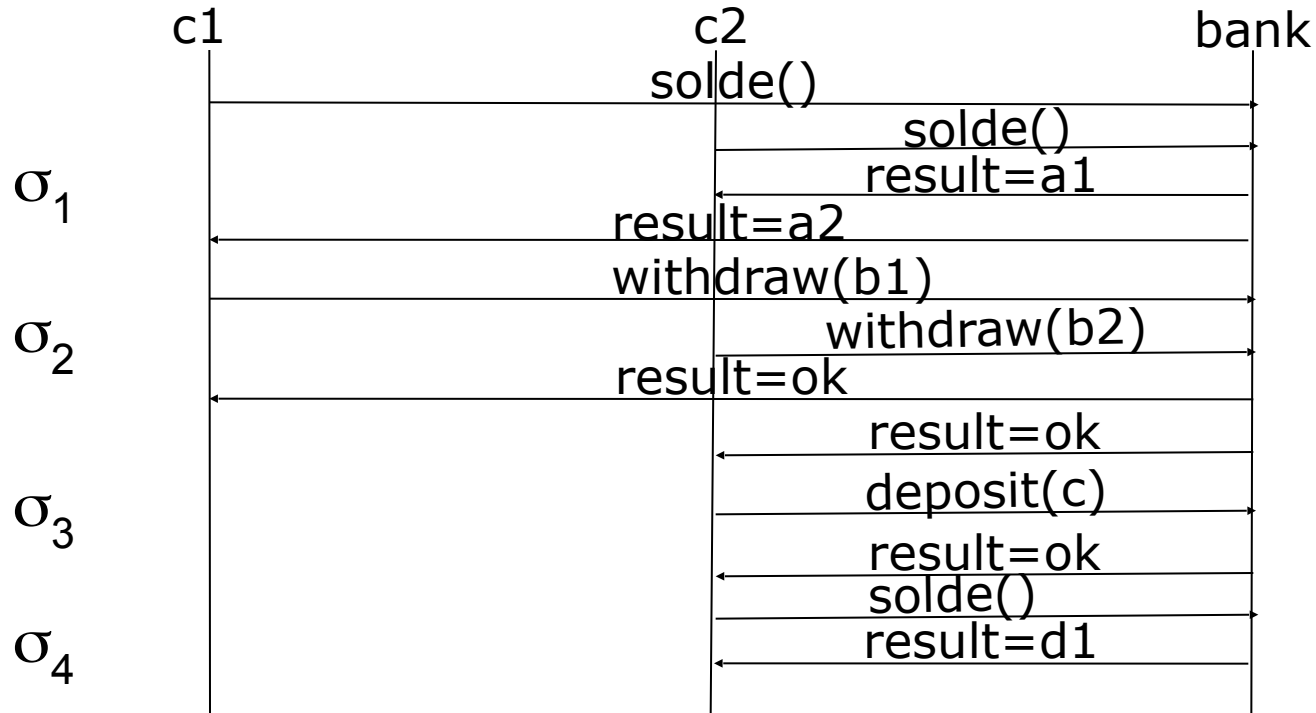 c1 c2 bank
solde()
solde()
σ1 result=a1
result=a2
withdraw(b1)
σ2 withdraw(b2)
result=ok
result=ok
σ3 deposit(c)
result=ok
solde()
σ4 result=d1